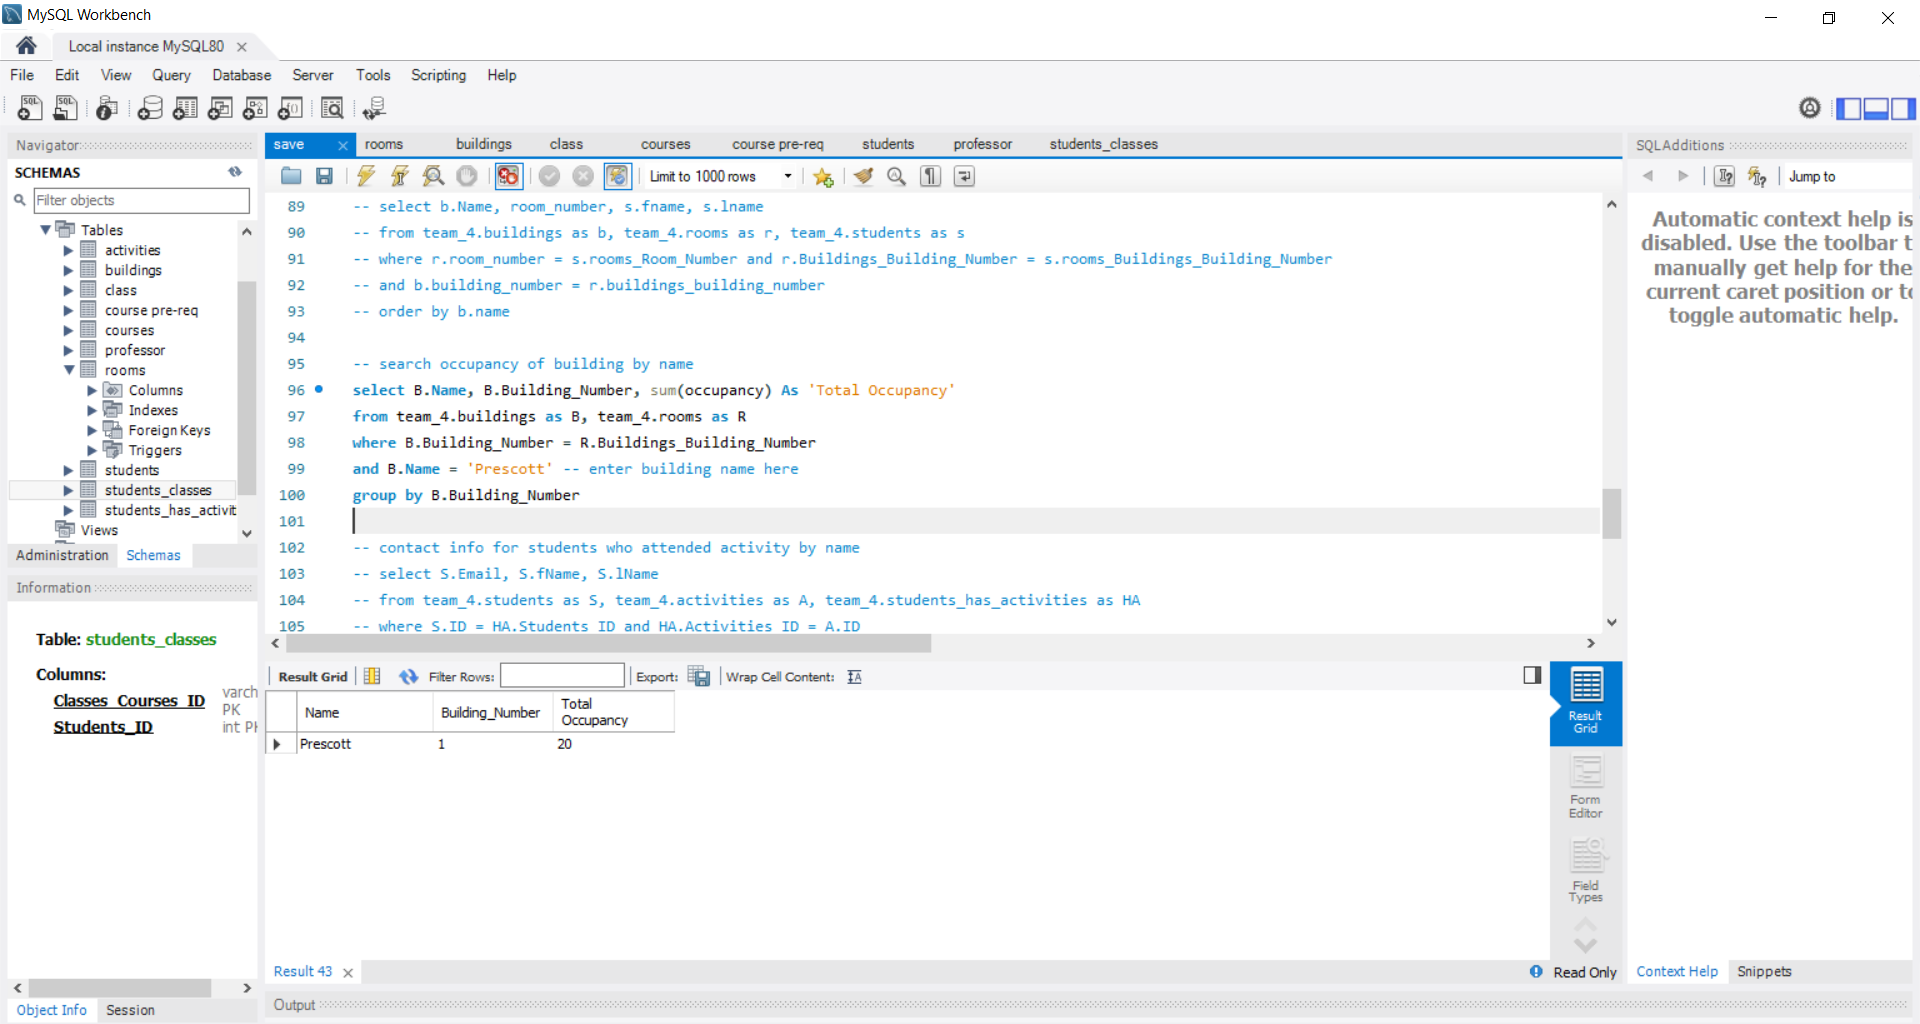 MySQL Workbench
Local instance MySQL80
File Edit View Query Database Server Tools Scripting Help
Navigator
SCHEMAS
Filter objects
Tables
activities
buildings
class
course pre-req
courses
professor
rooms
Columns
Indexes
Foreign Keys
Triggers
students
students_classes
students_has_activit
Views
Administration Schemas
Information
Table: students_classes
Columns:
Classes_Courses_ID varch
PK
Students_ID int PK
Object Info Session
save rooms buildings class courses course pre-req students professor students_classes
Limit to 1000 rows
89 -- select b.Name, room_number, s.fname, s.lname
90 -- from team_4.buildings as b, team_4.rooms as r, team_4.students as s
91 -- where r.room_number = s.rooms_Room_Number and r.Buildings_Building_Number = s.rooms_Buildings_Building_Number
92 -- and b.building_number = r.buildings_building_number
93 -- order by b.name
94
95 -- search occupancy of building by name
96 select B.Name, B.Building_Number, sum(occupancy) As 'Total Occupancy'
97 from team_4.buildings as B, team_4.rooms as R
98 where B.Building_Number = R.Buildings_Building_Number
99 and B.Name = 'Prescott' -- enter building name here
100 group by B.Building_Number
101
102 -- contact info for students who attended activity by name
103 -- select S.Email, S.fName, S.lName
104 -- from team_4.students as S, team_4.activities as A, team_4.students_has_activities as HA
105 -- where S.ID = HA.Students_ID and HA.Activities_ID = A.ID
Result Grid Filter Rows: Export: Wrap Cell Content:
Name Building_Number Total Occupancy
Prescott 1 20
Result Grid
Form Editor
Field Types
Result 43
Read Only
Output
SQLAdditions
Jump to
Automatic context help is
disabled. Use the toolbar t
manually get help for the
current caret position or to
toggle automatic help.
Context Help Snippets